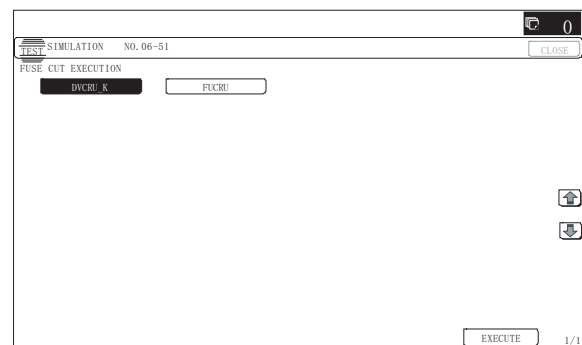 0
TEST SIMULATION NO. 06-51 CLOSE
FUSE CUT EXECUTION
DVCRU_K FUCRU
EXECUTE 1/1